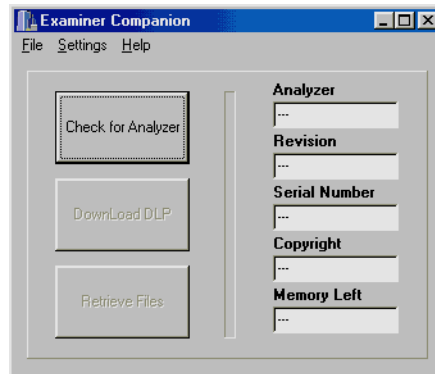 Examiner Companion
File Settings Help
Check for Analyzer
DownLoad DLP
Retrieve Files
Analyzer
---
Revision
---
Serial Number
---
Copyright
---
Memory Left
---